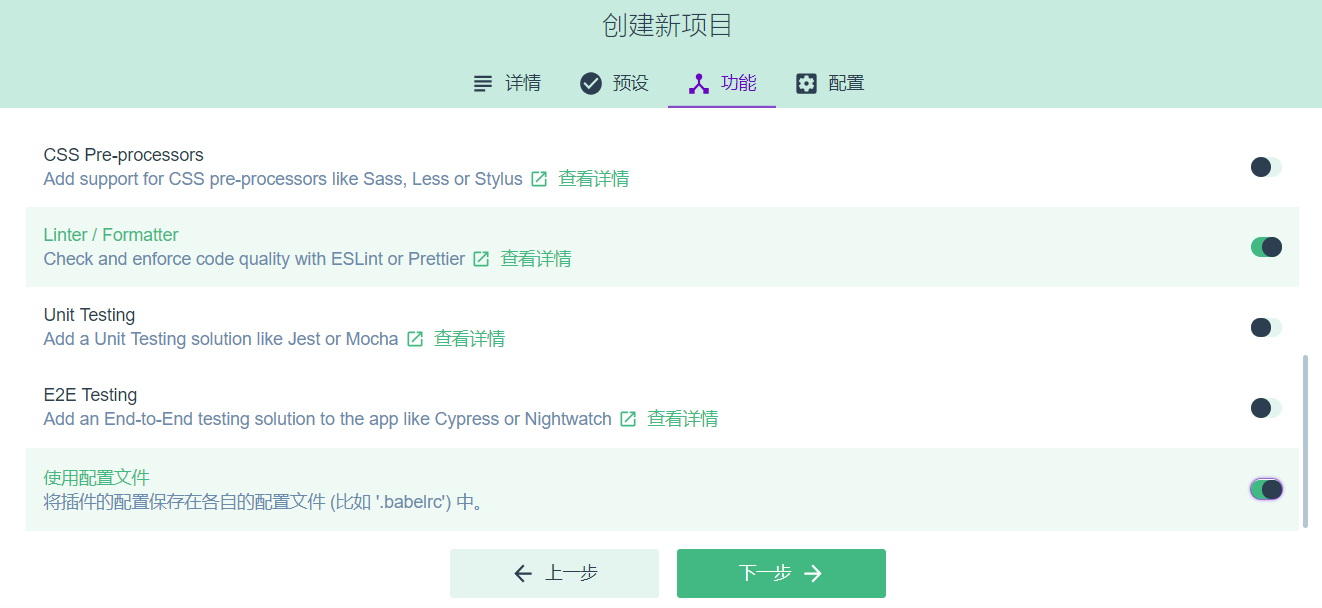 创建新项目
详情 预设 功能 配置
CSS Pre-processors
Add support for CSS pre-processors like Sass, Less or Stylus 查看详情
Linter / Formatter
Check and enforce code quality with ESLint or Prettier 查看详情
Unit Testing
Add a Unit Testing solution like Jest or Mocha 查看详情
E2E Testing
Add an End-to-End testing solution to the app like Cypress or Nightwatch 查看详情
使用配置文件
将插件的配置保存在各自的配置文件 (比如 '.babelrc') 中。
上一步 下一步